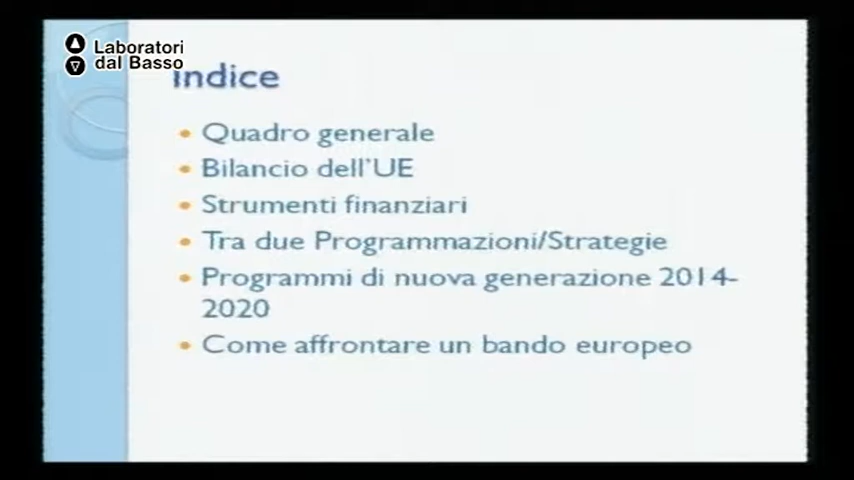 Laboratori
dal Basso
Indice
Quadro generale
Bilancio dell'UE
Strumenti finanziari
Tra due Programmazioni/Strategie
Programmi di nuova generazione 2014-
2020
Come affrontare un bando europeo